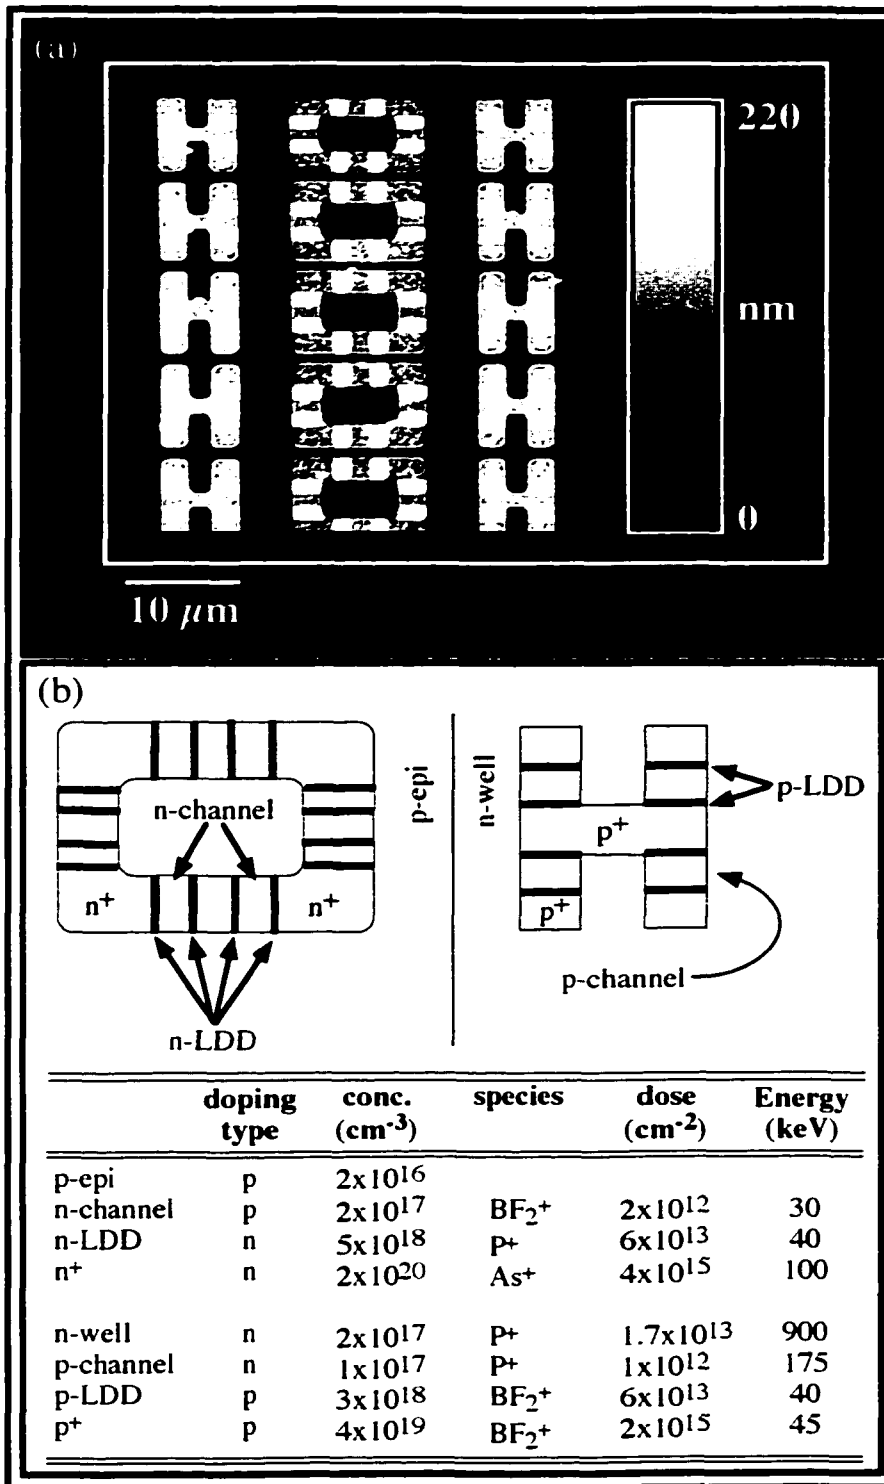 (a)
220
nm
0
10 μm
(b)
n-channel
n+ n+
n-LDD
p-epi
n-well
p-LDD
p+
p+
p-channel
doping type conc. (cm-3) species dose (cm-2) Energy (keV)
p-epi p 2x10^16
n-channel p 2x10^17 BF2+ 2x10^12 30
n-LDD n 5x10^18 P+ 6x10^13 40
n+ n 2x10^20 As+ 4x10^15 100
n-well n 2x10^17 P+ 1.7x10^13 900
p-channel n 1x10^17 P+ 1x10^12 175
p-LDD p 3x10^18 BF2+ 6x10^13 40
p+ p 4x10^19 BF2+ 2x10^15 45